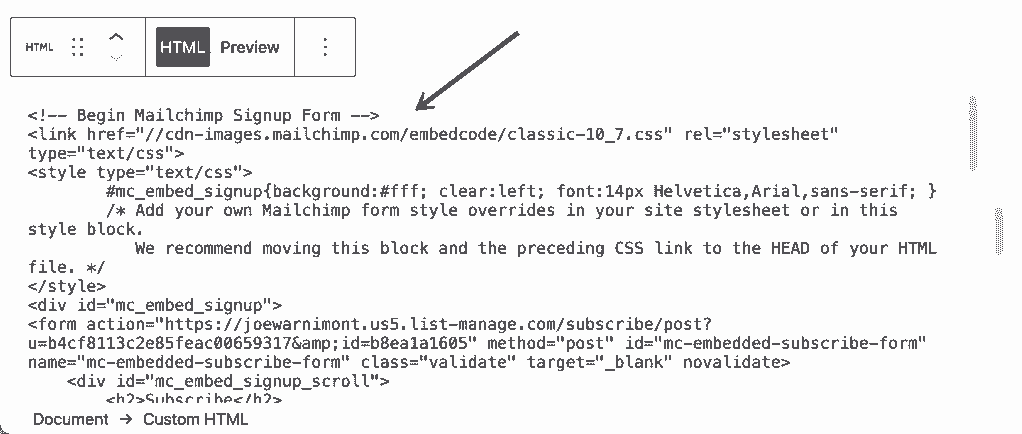 HTML HTML Preview
<!-- Begin Mailchimp Signup Form -->
<link href="//cdn-images.mailchimp.com/embedcode/classic-10_7.css" rel="stylesheet"
type="text/css">
<style type="text/css">
#mc_embed_signup{background:#fff; clear:left; font:14px Helvetica,Arial,sans-serif; }
/* Add your own Mailchimp form style overrides in your site stylesheet or in this
style block.
We recommend moving this block and the preceding CSS link to the HEAD of your HTML
file. */
</style>
<div id="mc_embed_signup">
<form action="https://joewarnimont.us5.list-manage.com/subscribe/post?
u=b4cf8113c2e85feac00659317&amp;id=b8ea1a1605" method="post" id="mc-embedded-subscribe-form"
name="mc-embedded-subscribe-form" class="validate" target="_blank" novalidate>
<div id="mc_embed_signup_scroll">
<h2>Subscribe</h2>
Document → Custom HTML